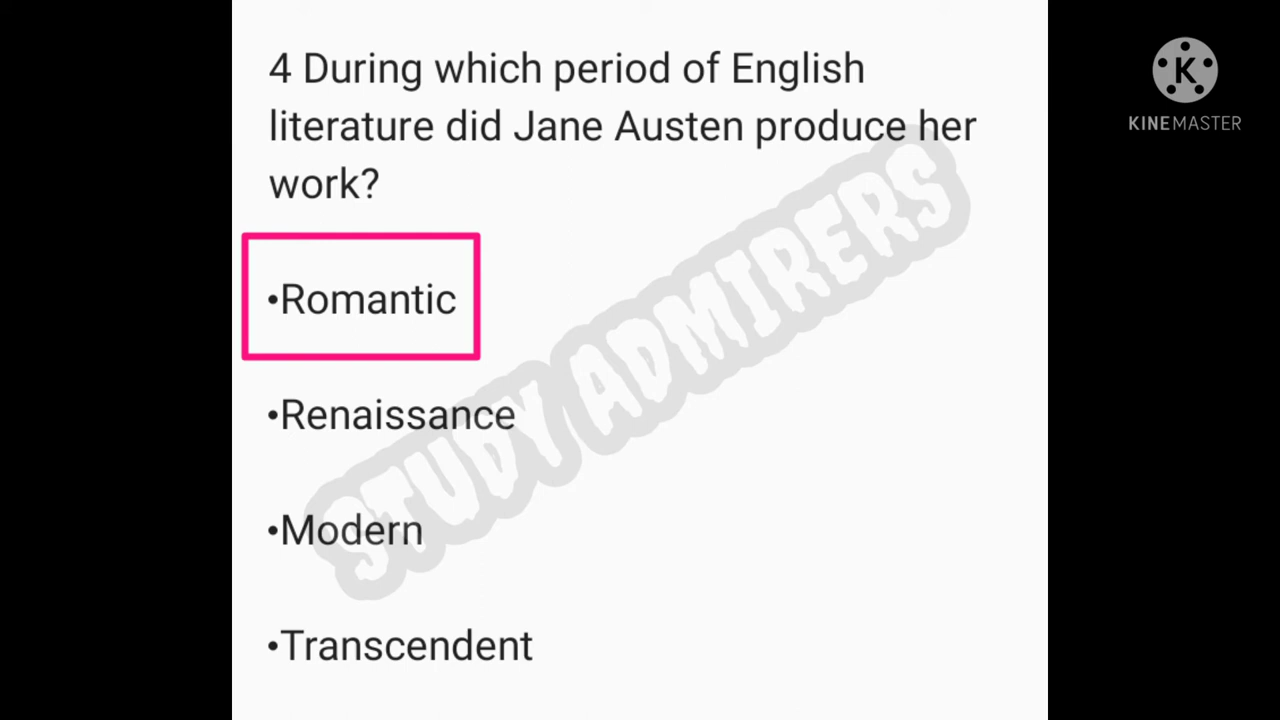 4 During which period of English
literature did Jane Austen produce her
work?
•Romantic
•Renaissance
•Modern
•Transcendent
STUDY ADMIRERS
K
KINEMASTER